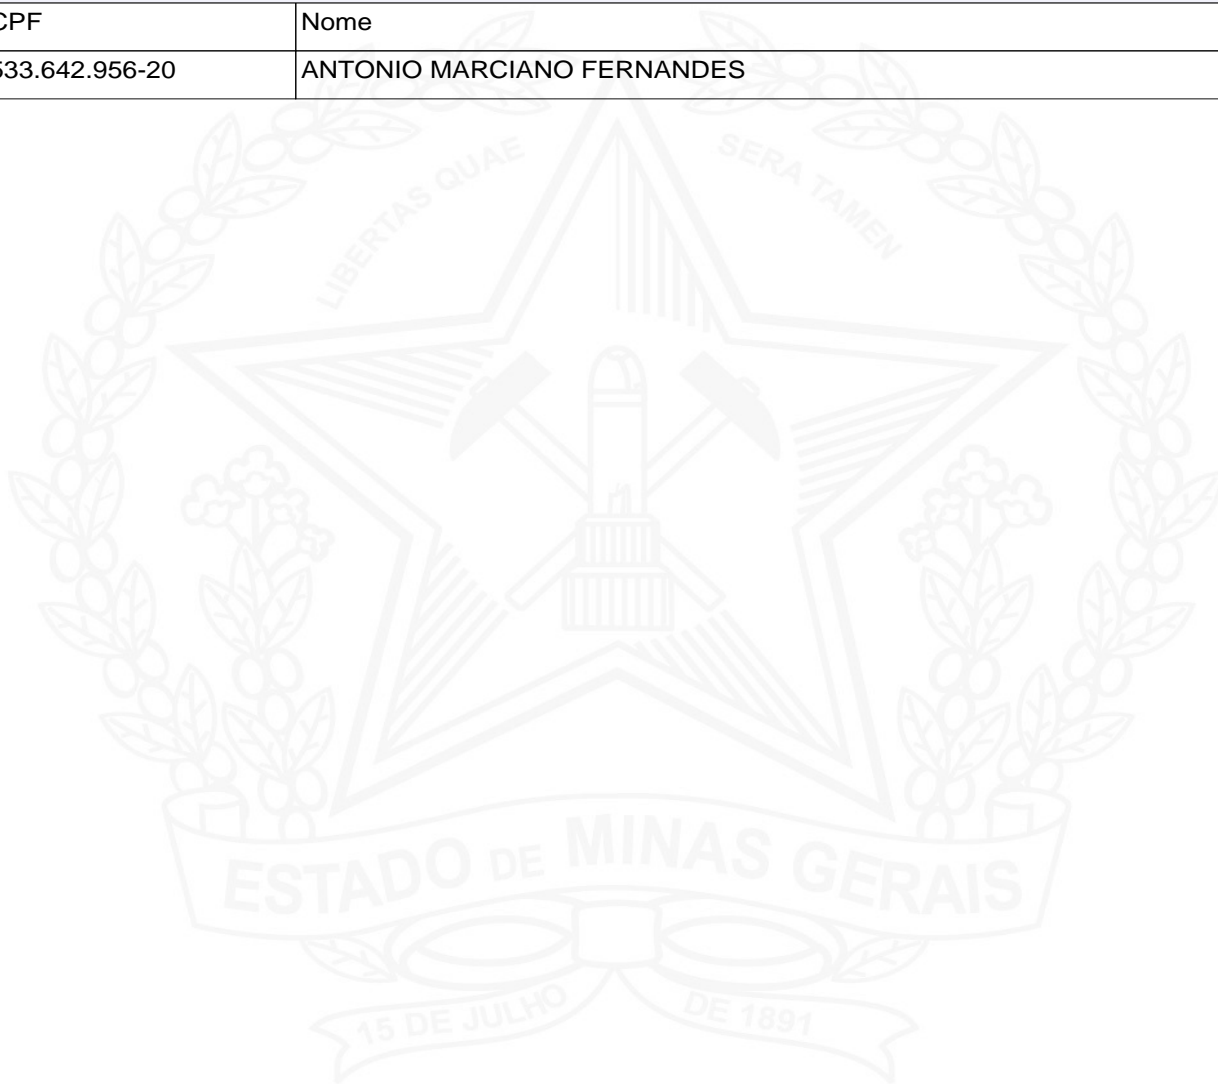 CPF Nome
533.642.956-20 ANTONIO MARCIANO FERNANDES
LIBERTAS QUAE SERA TAMEN
ESTADO DE MINAS GERAIS
15 DE JULHO DE 1891